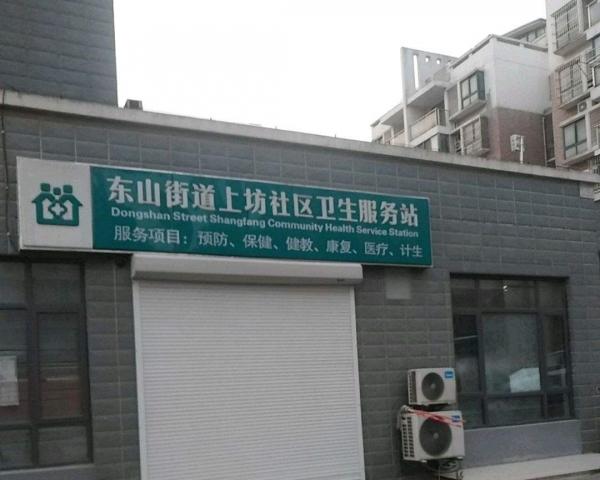 东山街道上坊社区卫生服务站
Dongshan Street Shangfang Community Health Service Station
服务项目：预防、保健、健教、康复、医疗、计生